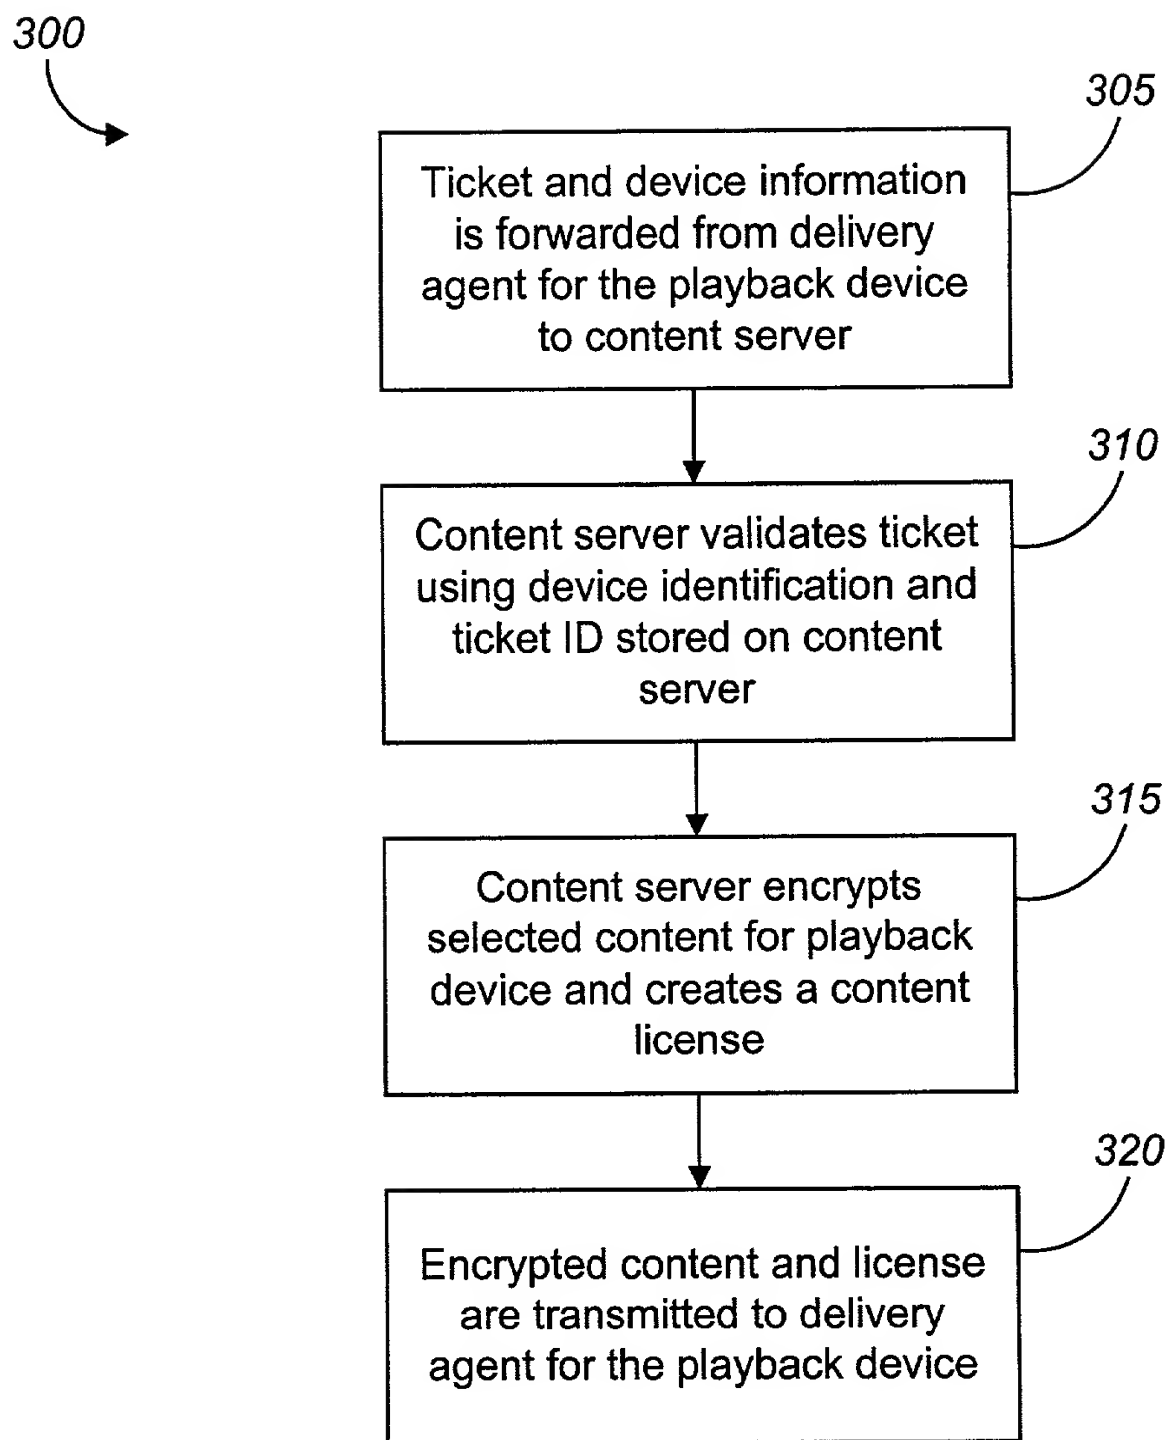 300
305
Ticket and device information
is forwarded from delivery
agent for the playback device
to content server
310
Content server validates ticket
using device identification and
ticket ID stored on content
server
315
Content server encrypts
selected content for playback
device and creates a content
license
320
Encrypted content and license
are transmitted to delivery
agent for the playback device